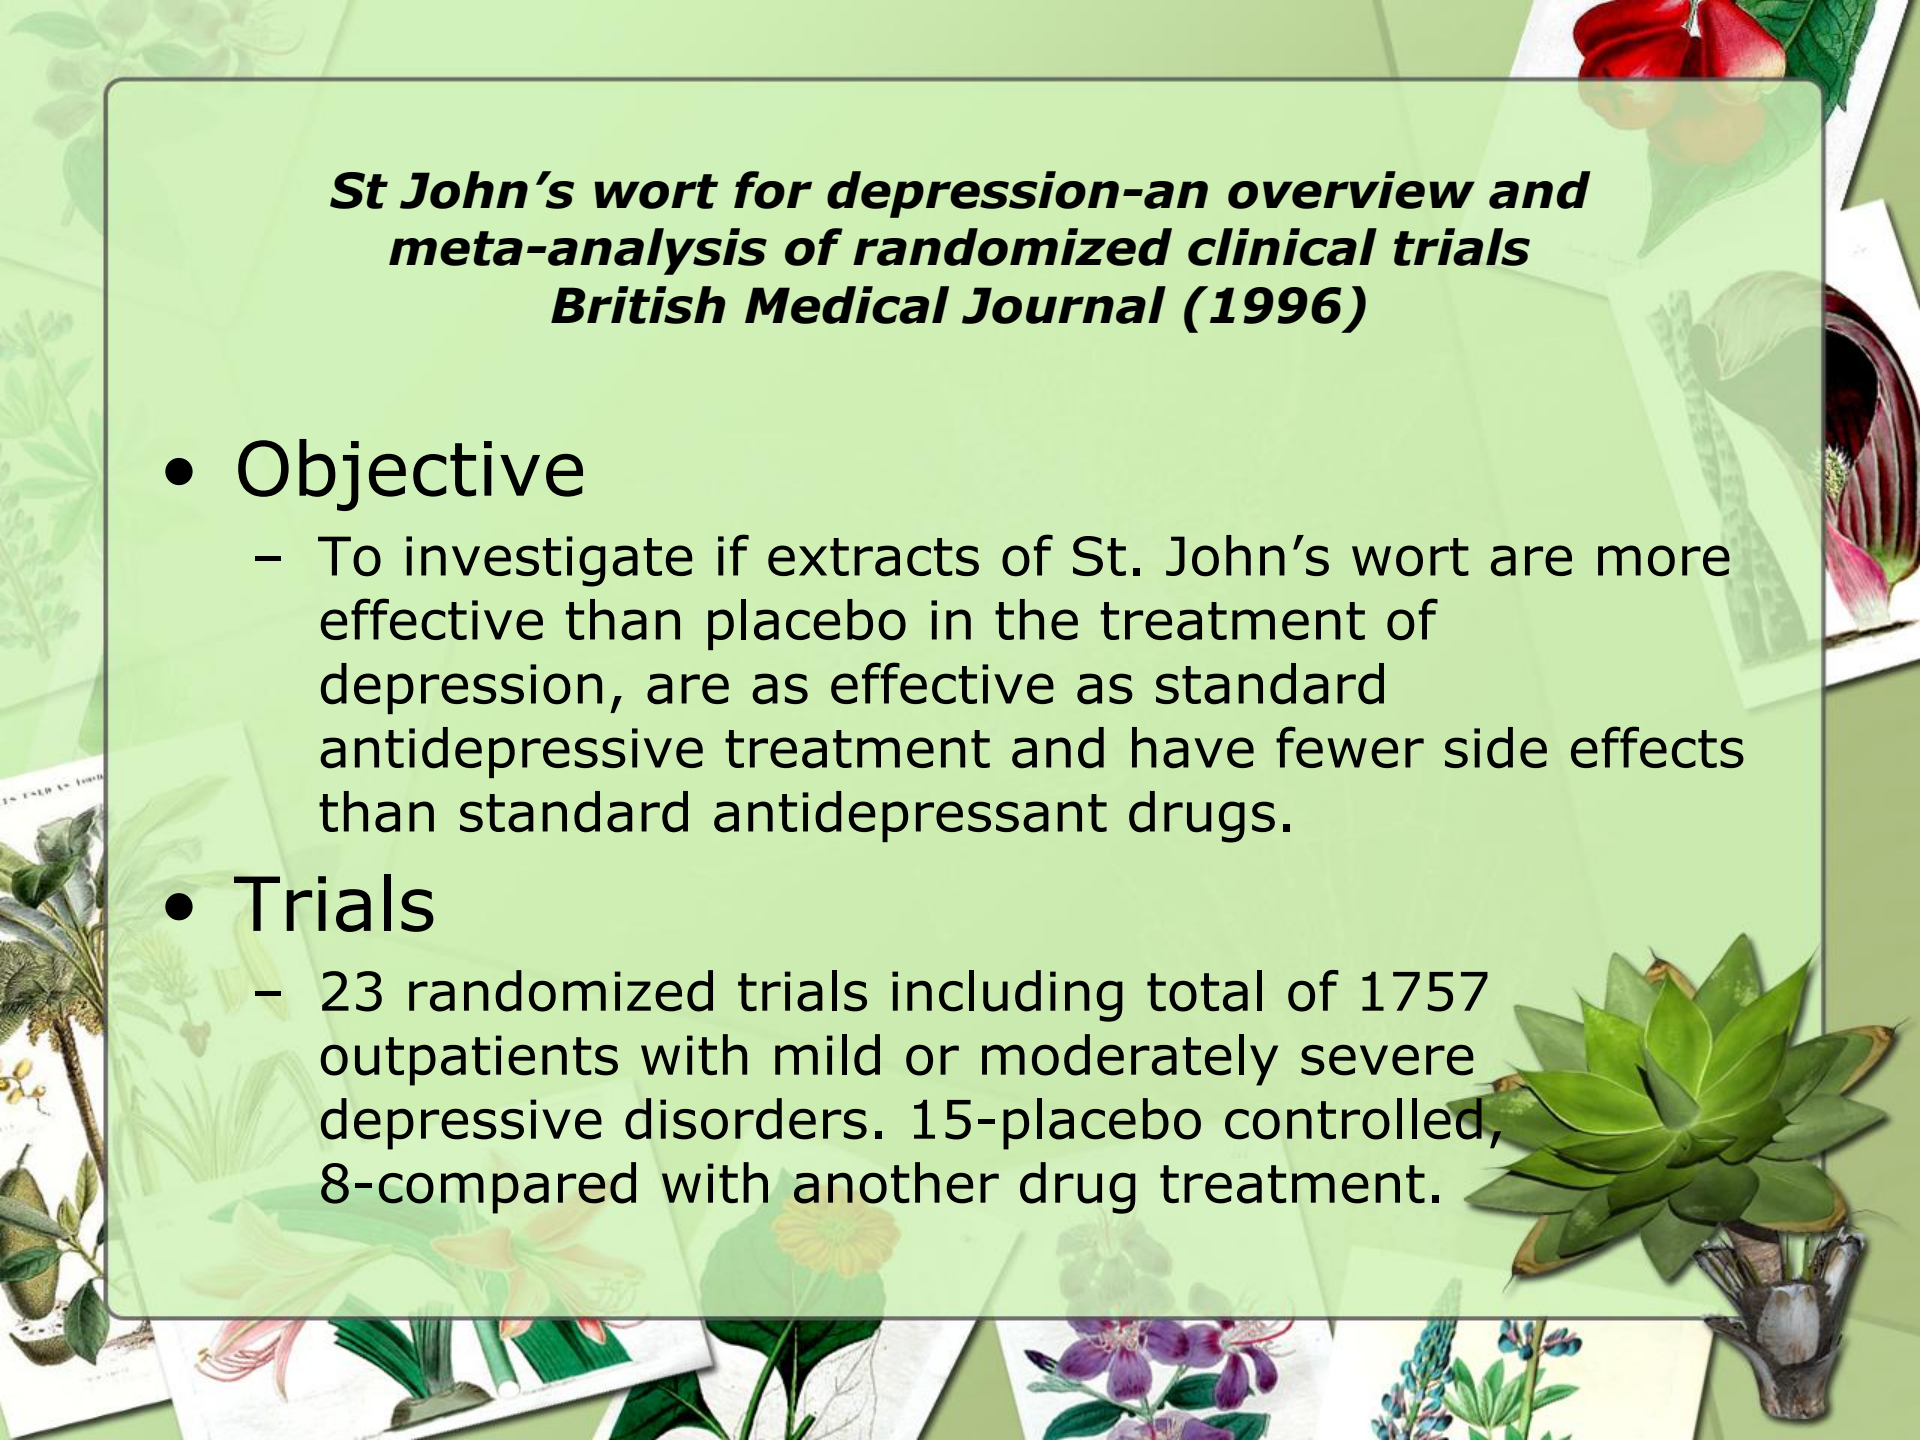 St John’s wort for depression-an overview and
meta-analysis of randomized clinical trials
British Medical Journal (1996)
• Objective
– To investigate if extracts of St. John’s wort are more
effective than placebo in the treatment of
depression, are as effective as standard
antidepressive treatment and have fewer side effects
than standard antidepressant drugs.
• Trials
– 23 randomized trials including total of 1757
outpatients with mild or moderately severe
depressive disorders. 15-placebo controlled,
8-compared with another drug treatment.